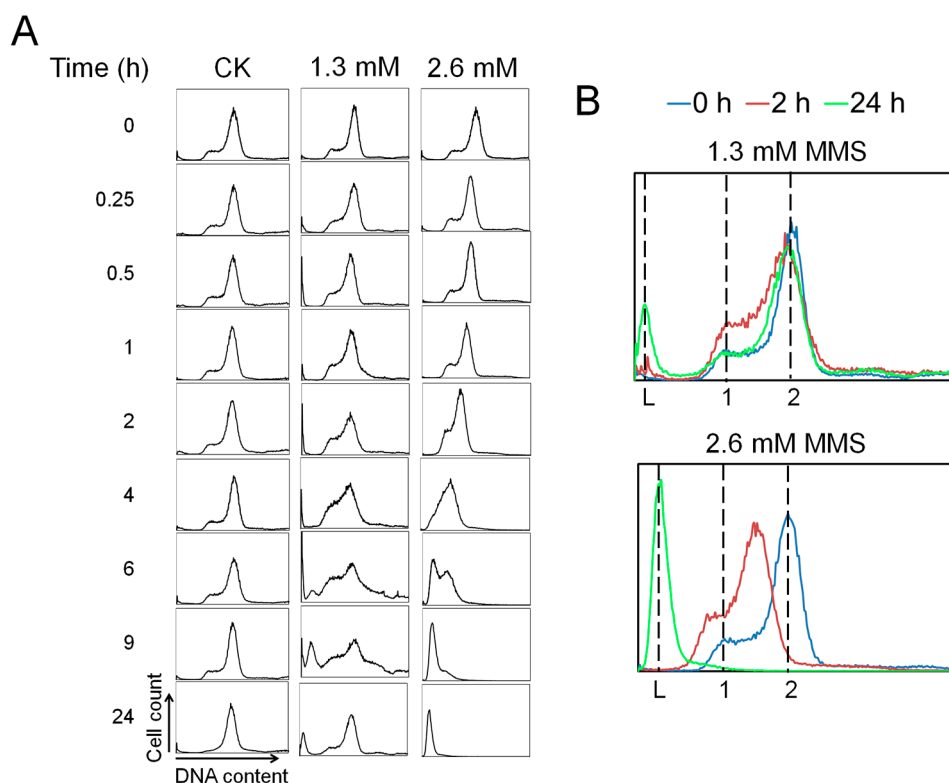 A
Time (h) CK 1.3 mM 2.6 mM
0
0.25
0.5
1
2
4
6
9
24
Cell count
DNA content
B
0 h 2 h 24 h
1.3 mM MMS
L 1 2
2.6 mM MMS
L 1 2